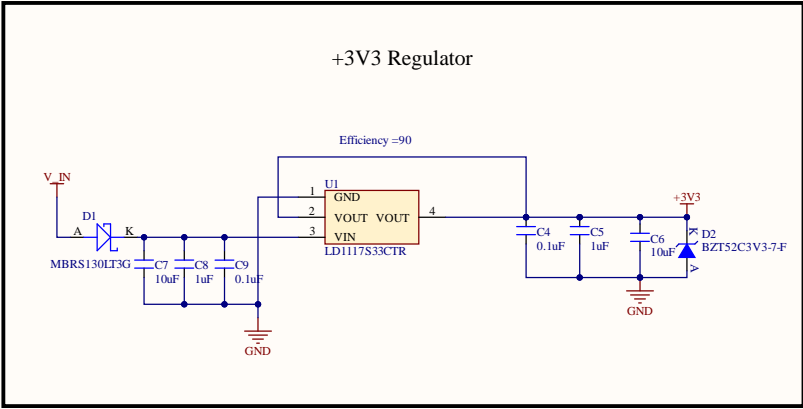 +3V3 Regulator
Efficiency =90
V_IN
D1
A
K
MBRS130LT3G
C7
10uF
C8
1uF
C9
0.1uF
GND
U1
1
GND
2
VOUT VOUT
4
3
VIN
LD1117S33CTR
C4
0.1uF
C5
1uF
C6
10uF
+3V3
K
D2
BZT52C3V3-7-F
A
GND